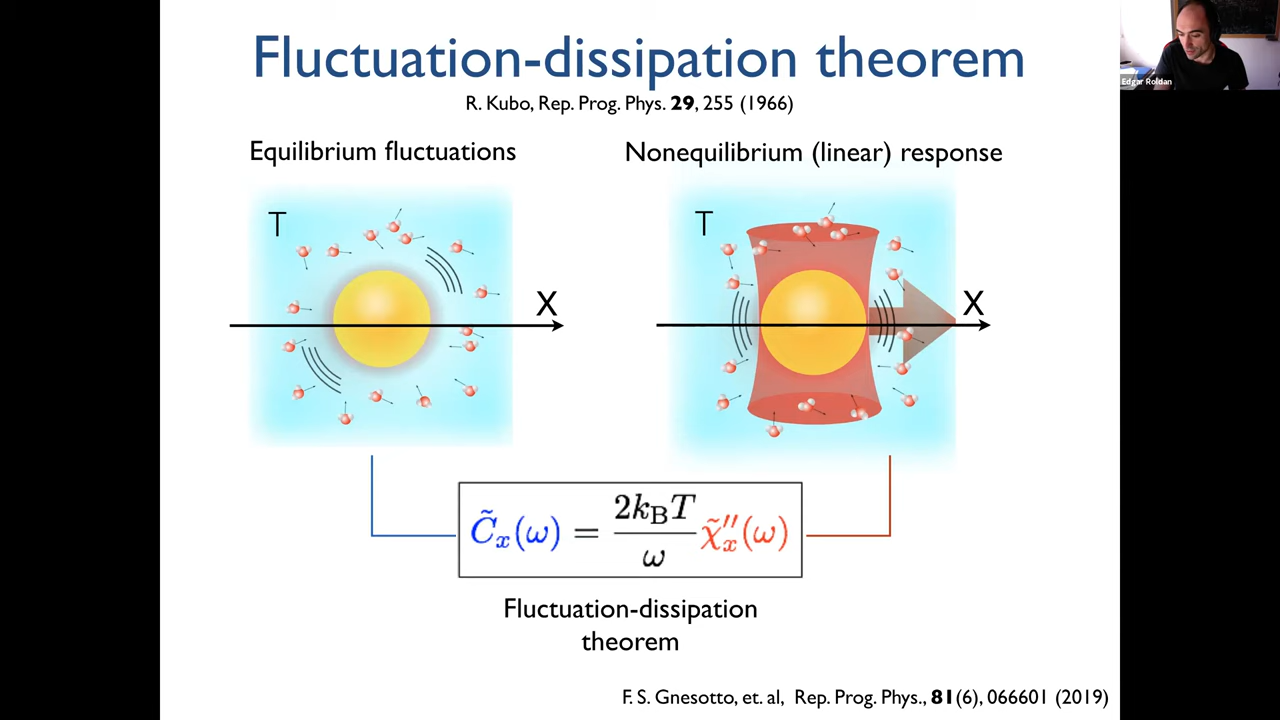 Fluctuation-dissipation theorem
R. Kubo, Rep. Prog. Phys. 29, 255 (1966)
Edgar Roldan
Equilibrium fluctuations
Nonequilibrium (linear) response
T
X
T
X
C̃ₓ(ω) = 2k_BT/ω χ̃″ₓ(ω)
Fluctuation-dissipation
theorem
F. S. Gnesotto, et. al, Rep. Prog. Phys., 81(6), 066601 (2019)